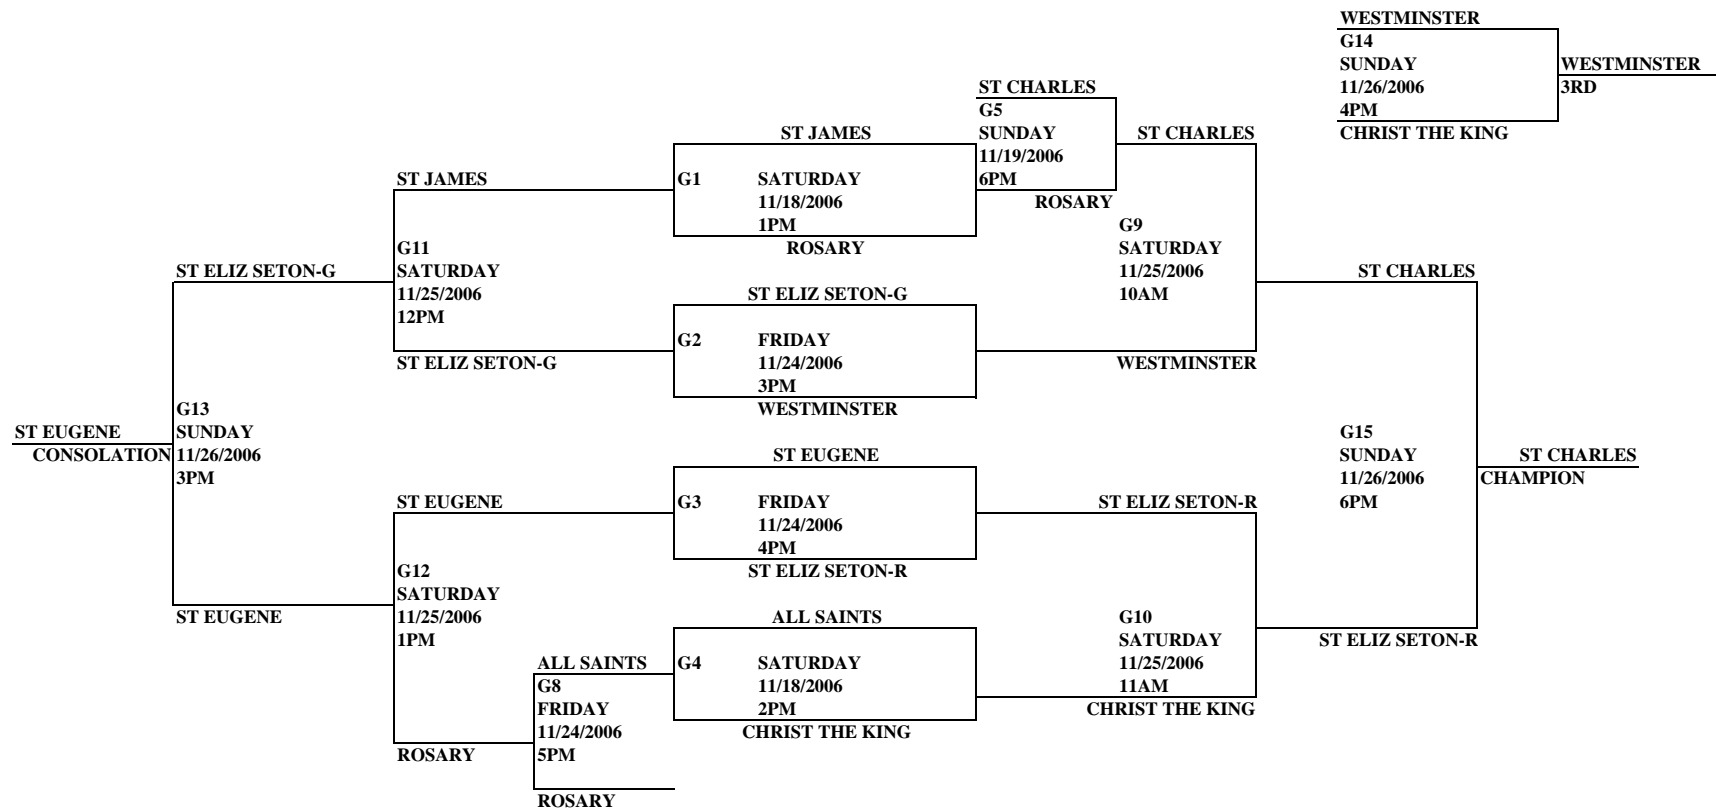 WESTMINSTER
G14
SUNDAY
11/26/2006
4PM
CHRIST THE KING
WESTMINSTER
3RD
ST CHARLES
G5
SUNDAY
11/19/2006
6PM
ROSARY
ST CHARLES
ST JAMES
G1
SATURDAY
11/18/2006
1PM
ROSARY
ST JAMES
G11
SATURDAY
11/25/2006
12PM
ST ELIZ SETON-G
ST ELIZ SETON-G
ST ELIZ SETON-G
G2
FRIDAY
11/24/2006
3PM
WESTMINSTER
G9
SATURDAY
11/25/2006
10AM
WESTMINSTER
ST CHARLES
G13
SUNDAY
11/26/2006
3PM
ST EUGENE
CONSOLATION
ST EUGENE
G3
FRIDAY
11/24/2006
4PM
ST ELIZ SETON-R
ST EUGENE
G12
SATURDAY
11/25/2006
1PM
ST EUGENE
ROSARY
ALL SAINTS
G8
FRIDAY
11/24/2006
5PM
ROSARY
ALL SAINTS
G4
SATURDAY
11/18/2006
2PM
CHRIST THE KING
ST ELIZ SETON-R
G10
SATURDAY
11/25/2006
11AM
CHRIST THE KING
ST ELIZ SETON-R
G15
SUNDAY
11/26/2006
6PM
ST CHARLES
CHAMPION